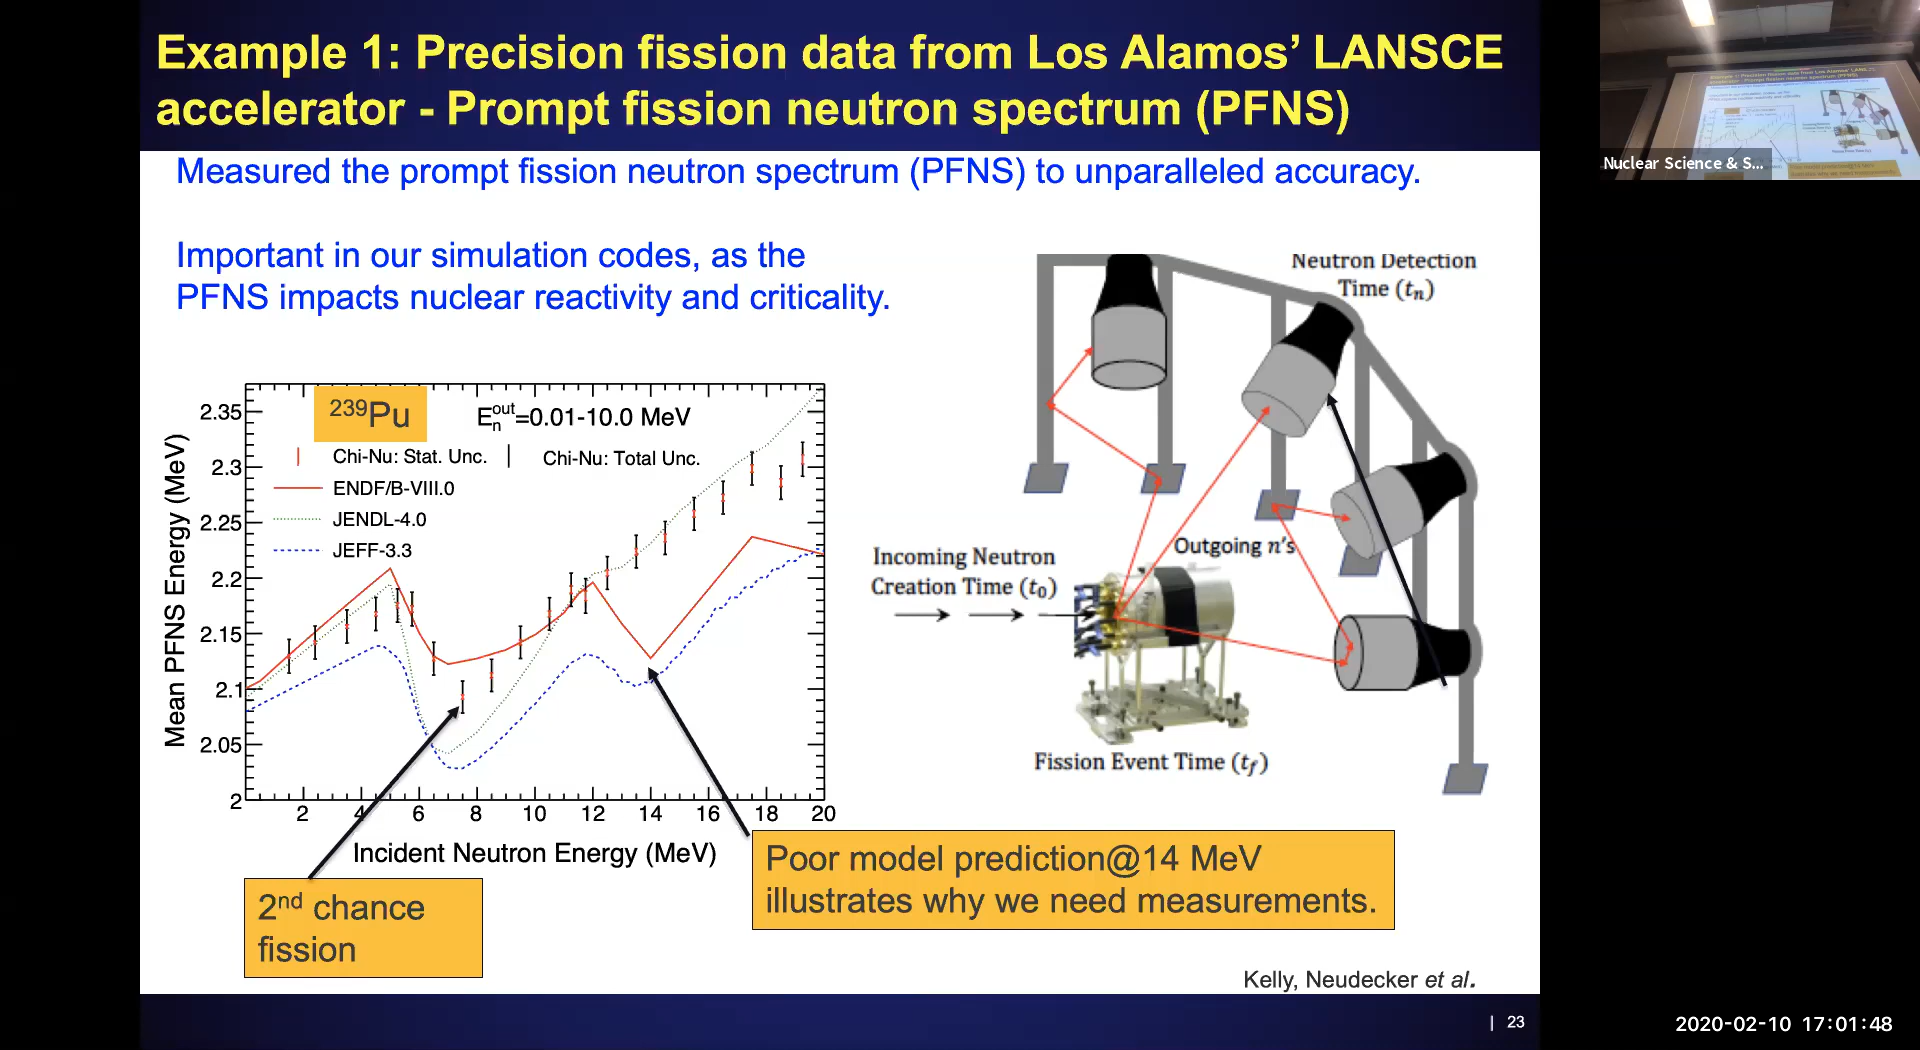 Example 1: Precision fission data from Los Alamos’ LANSCE
accelerator - Prompt fission neutron spectrum (PFNS)
Measured the prompt fission neutron spectrum (PFNS) to unparalleled accuracy.
Important in our simulation codes, as the
PFNS impacts nuclear reactivity and criticality.
239Pu
E_n^out=0.01-10.0 MeV
Chi-Nu: Stat. Unc.
Chi-Nu: Total Unc.
ENDF/B-VIII.0
JENDL-4.0
JEFF-3.3
Mean PFNS Energy (MeV)
2.35
2.3
2.25
2.2
2.15
2.1
2.05
2
2 4 6 8 10 12 14 16 18 20
Incident Neutron Energy (MeV)
2nd chance
fission
Poor model prediction@14 MeV
illustrates why we need measurements.
Neutron Detection
Time (tn)
Outgoing n's
Incoming Neutron
Creation Time (t0)
Fission Event Time (tf)
Kelly, Neudecker et al.
| 23
Nuclear Science & S...
2020-02-10 17:01:48